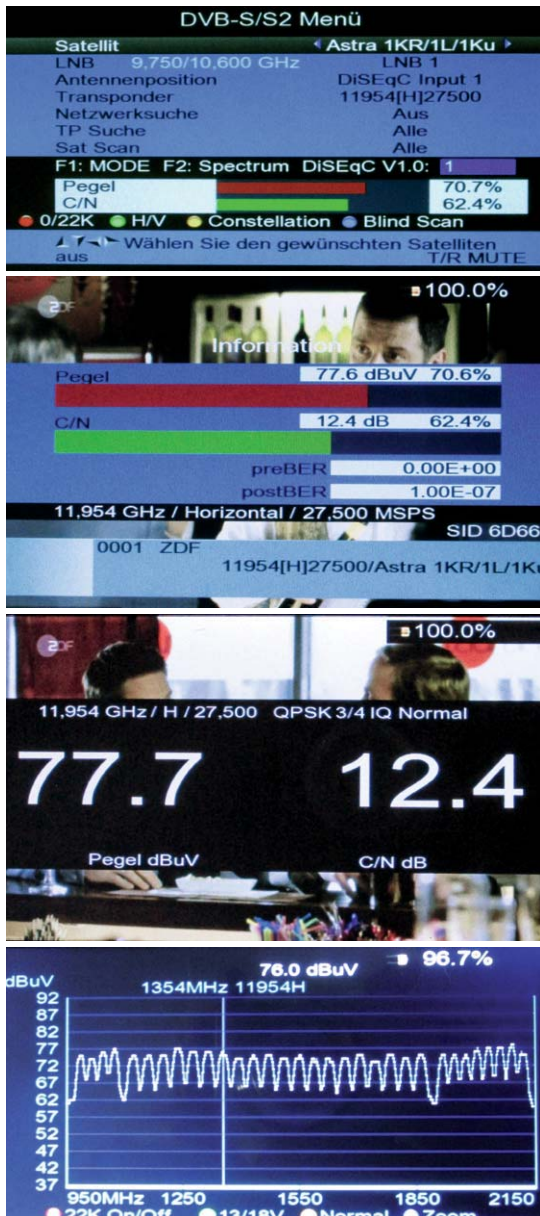 DVB-S/S2 Menü
Satellit Astra 1KR/1L/1Ku
LNB 9,750/10,600 GHz LNB 1
Antennenposition DiSEqC Input 1
Transponder 11954[H]27500
Netzwerksuche Aus
TP Suche Alle
Sat Scan Alle
F1: MODE F2: Spectrum DiSEqC V1.0: 1
Pegel 70.7%
C/N 62.4%
0/22K H/V Constellation Blind Scan
Wählen Sie den gewünschten Satelliten
aus T/R MUTE
ZDF 100.0%
Information
Pegel 77.6 dBuV 70.6%
C/N 12.4 dB 62.4%
preBER 0.00E+00
postBER 1.00E-07
11,954 GHz / Horizontal / 27,500 MSPS
SID 6D66
0001 ZDF
11954[H]27500/Astra 1KR/1L/1Ku
ZDF 100.0%
11,954 GHz / H / 27,500 QPSK 3/4 IQ Normal
77.7 12.4
Pegel dBuV C/N dB
76.0 dBuV 96.7%
dBuV 1354MHz 11954H
92
87
82
77
72
67
62
57
52
47
42
37
950MHz 1250 1550 1850 2150
22K On/Off 13/18V Normal Zoom